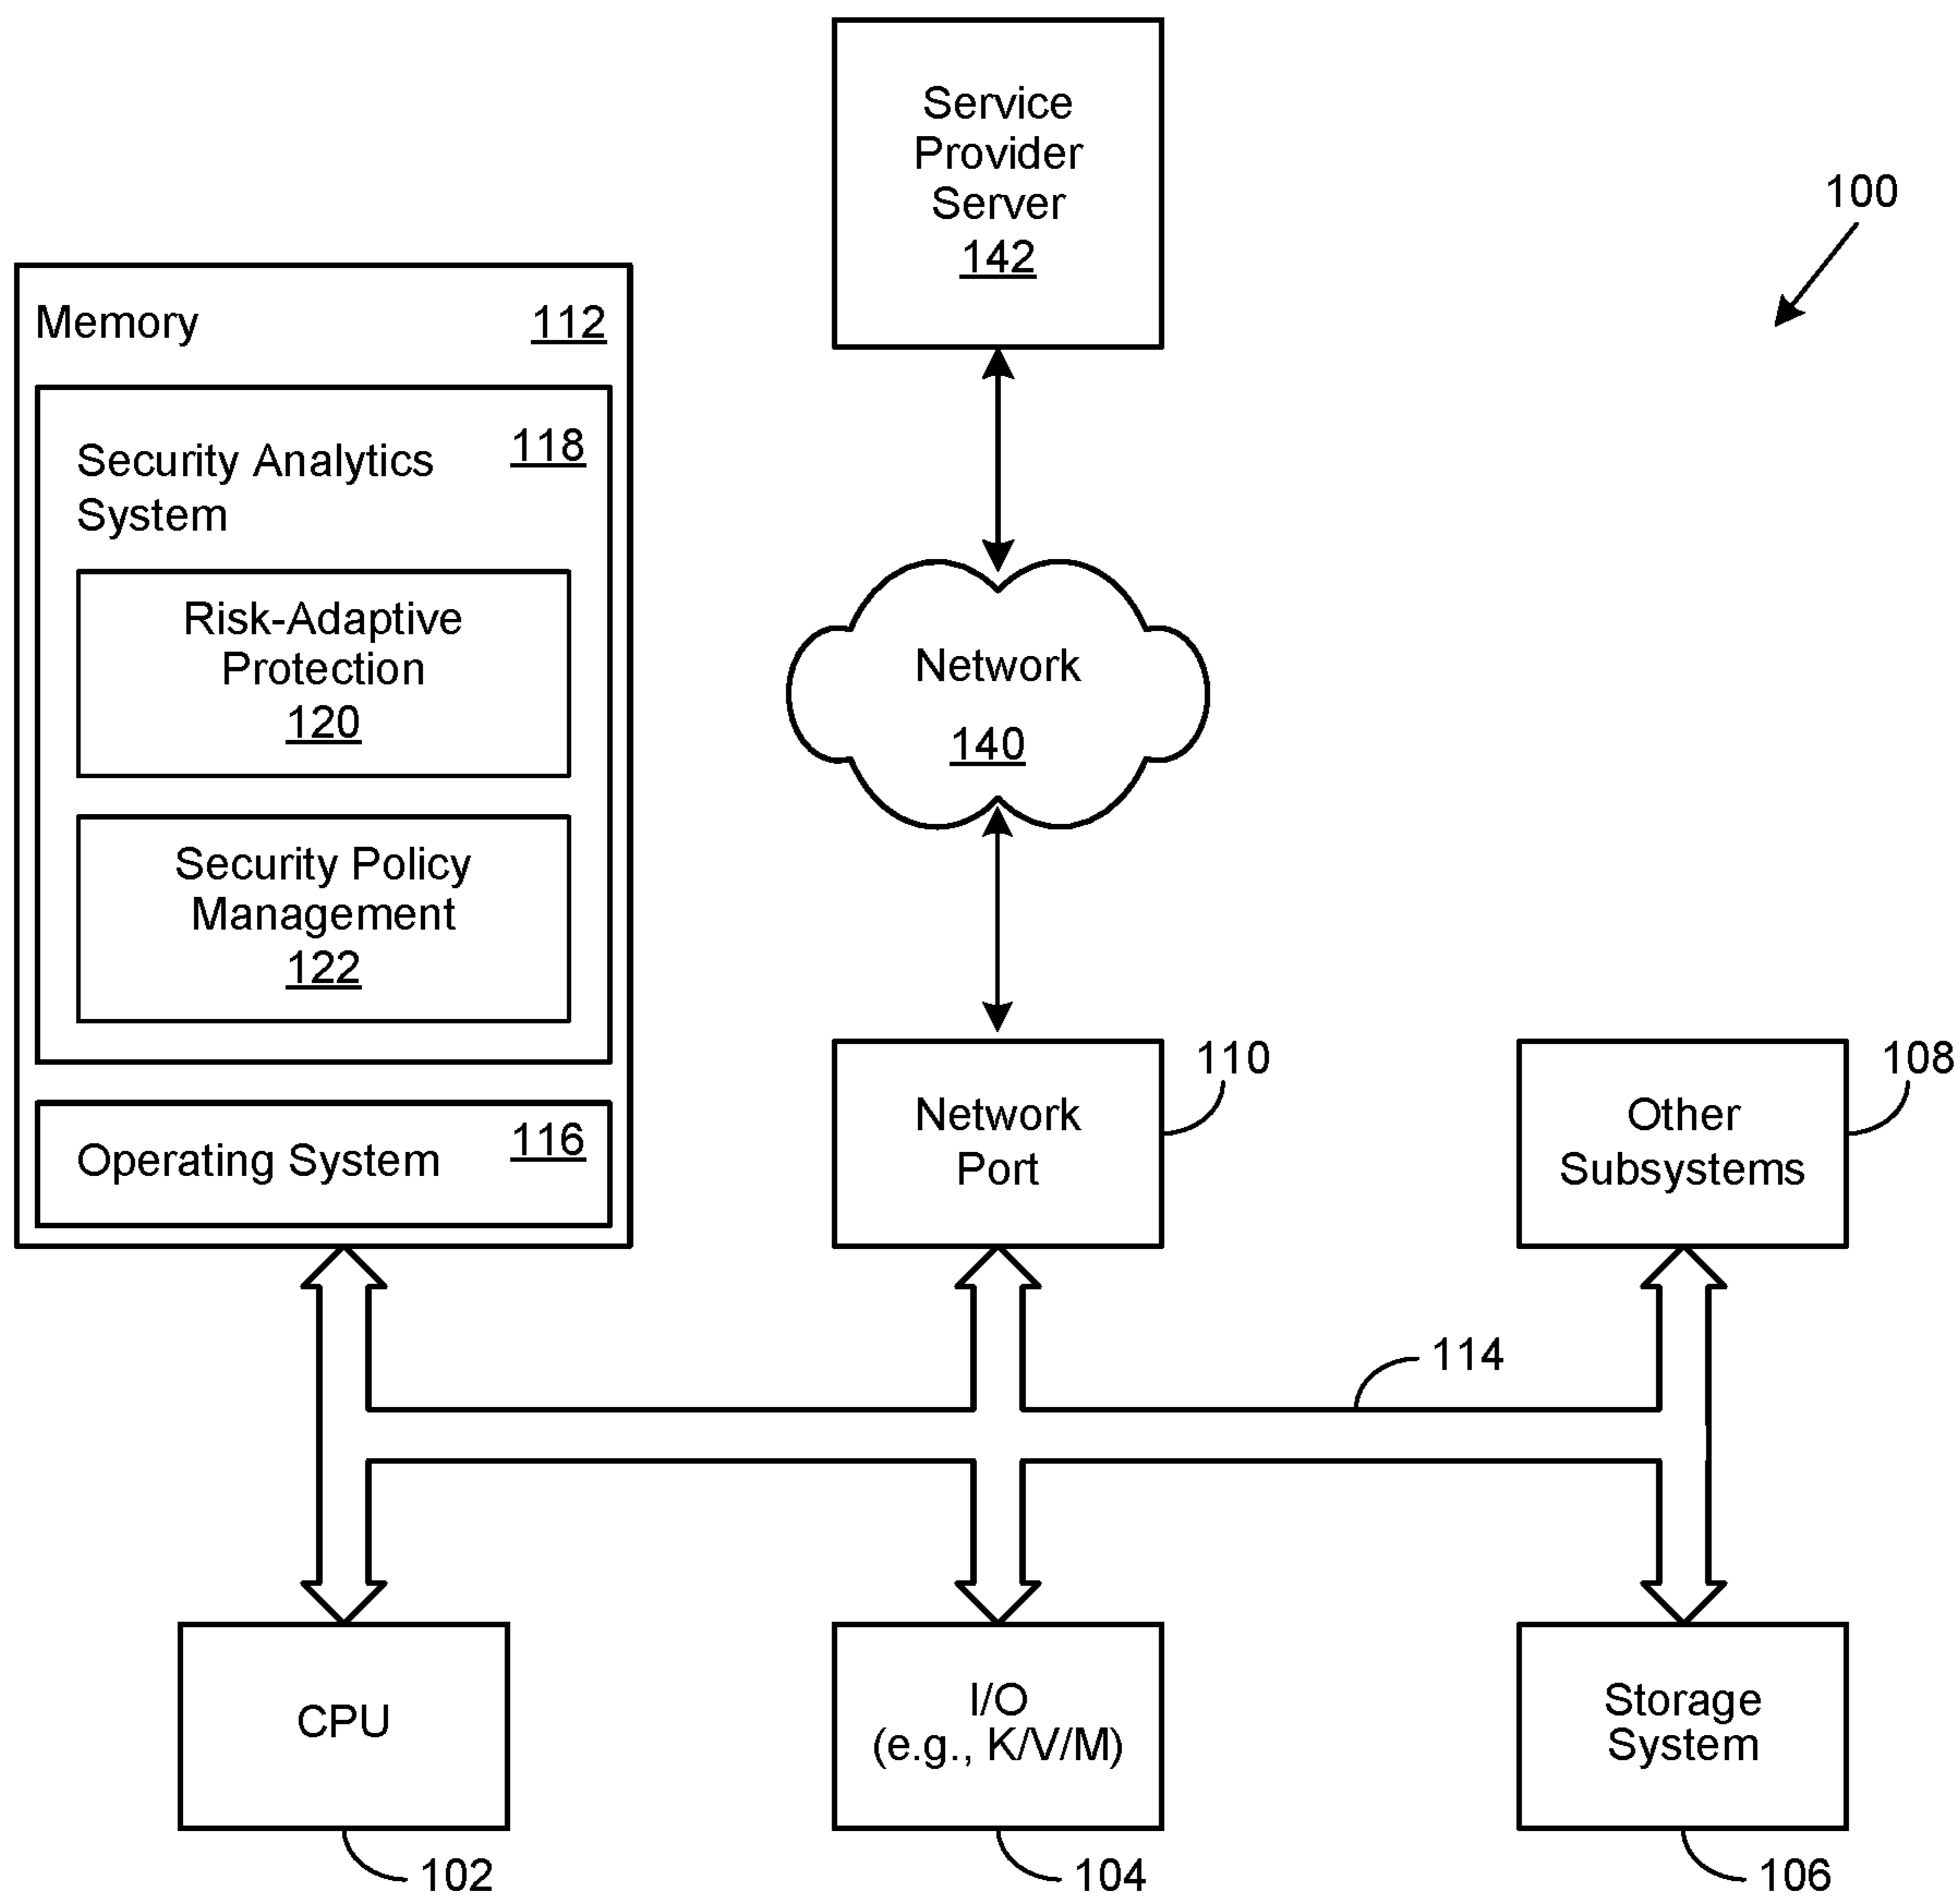 Service
Provider
Server
142
100
Memory 112
Security Analytics 118
System
Risk-Adaptive
Protection
120
Security Policy
Management
122
Operating System 116
Network
140
Network
Port
110
Other
Subsystems
108
114
CPU
102
I/O
(e.g., K/V/M)
104
Storage
System
106